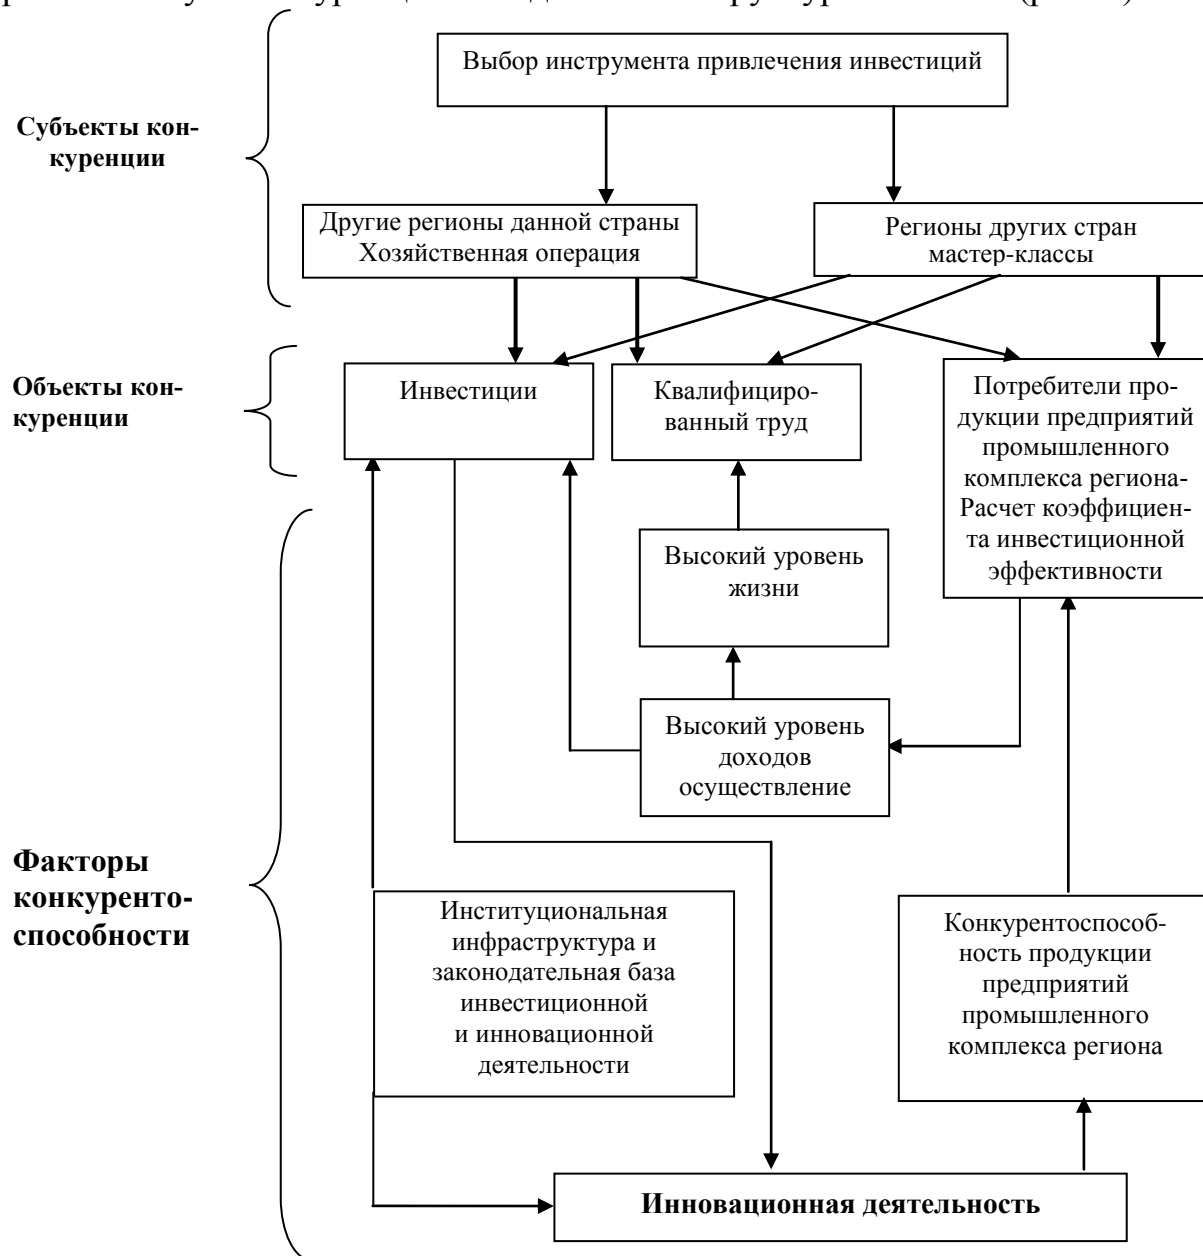 Выбор инструмента привлечения инвестиций
Субъекты кон-
куренции
Другие регионы данной страны
Хозяйственная операция
Регионы других стран
мастер-классы
Объекты кон-
куренции
Инвестиции
Квалифициро-
ванный труд
Потребители про-
дукции предприятий
промышленного
комплекса региона-
Расчет коэффициен-
та инвестиционной
эффективности
Высокий уровень
жизни
Высокий уровень
доходов
осуществление
Факторы
конкуренто-
способности
Институциональная
инфраструктура и
законодательная база
инвестиционной
и инновационной
деятельности
Конкурентоспособ-
ность продукции
предприятий
промышленного
комплекса региона
Инновационная деятельность